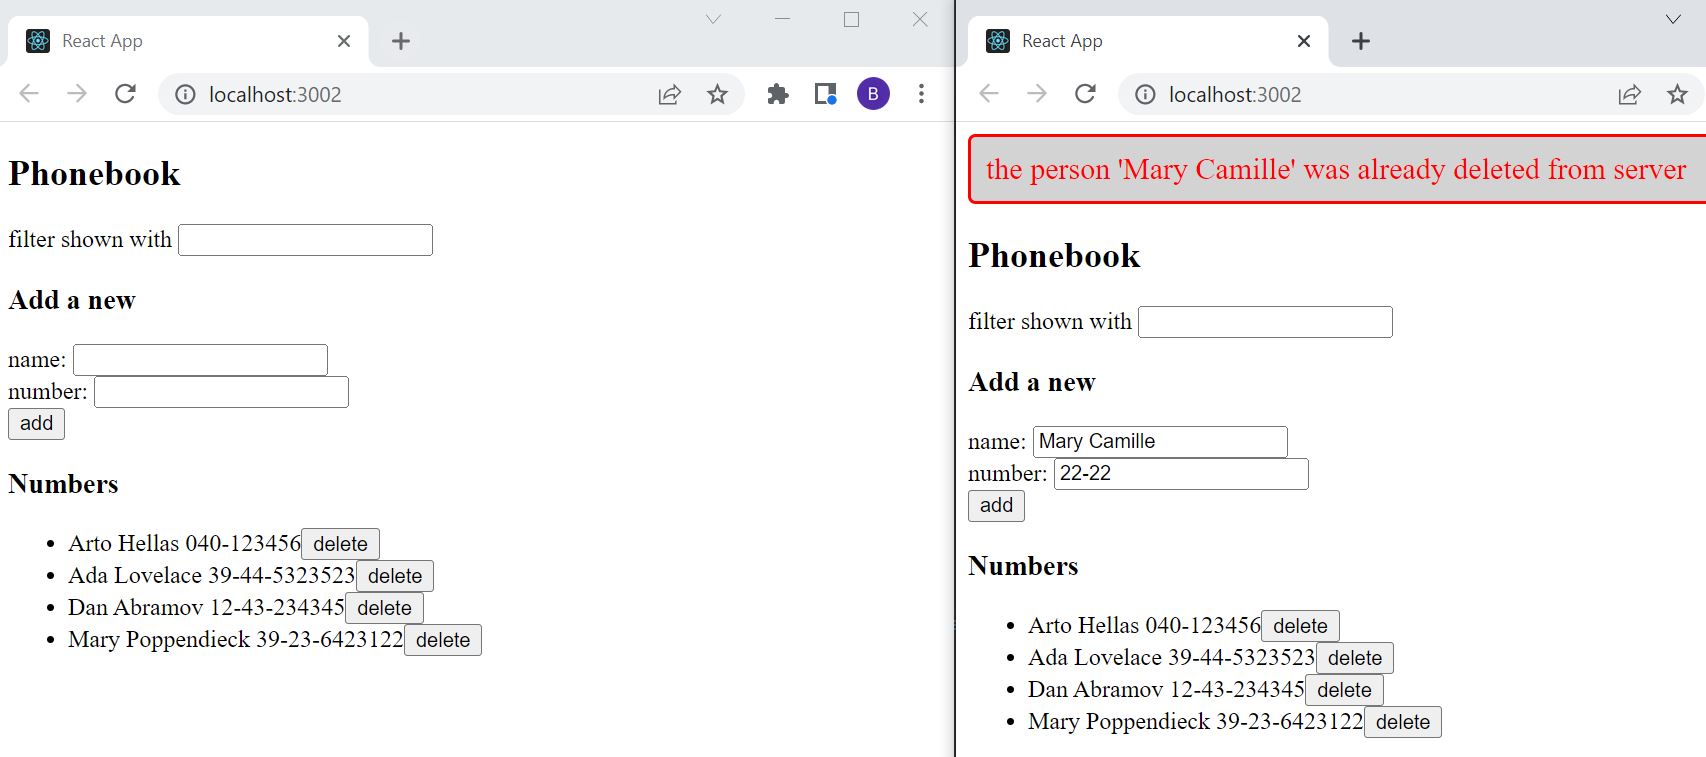 React App
localhost:3002
B
Phonebook
filter shown with
Add a new
name:
number:
add
Numbers
Arto Hellas 040-123456 delete
Ada Lovelace 39-44-5323523 delete
Dan Abramov 12-43-234345 delete
Mary Poppendieck 39-23-6423122 delete
React App
localhost:3002
the person 'Mary Camille' was already deleted from server
Phonebook
filter shown with
Add a new
name: Mary Camille
number: 22-22
add
Numbers
Arto Hellas 040-123456 delete
Ada Lovelace 39-44-5323523 delete
Dan Abramov 12-43-234345 delete
Mary Poppendieck 39-23-6423122 delete